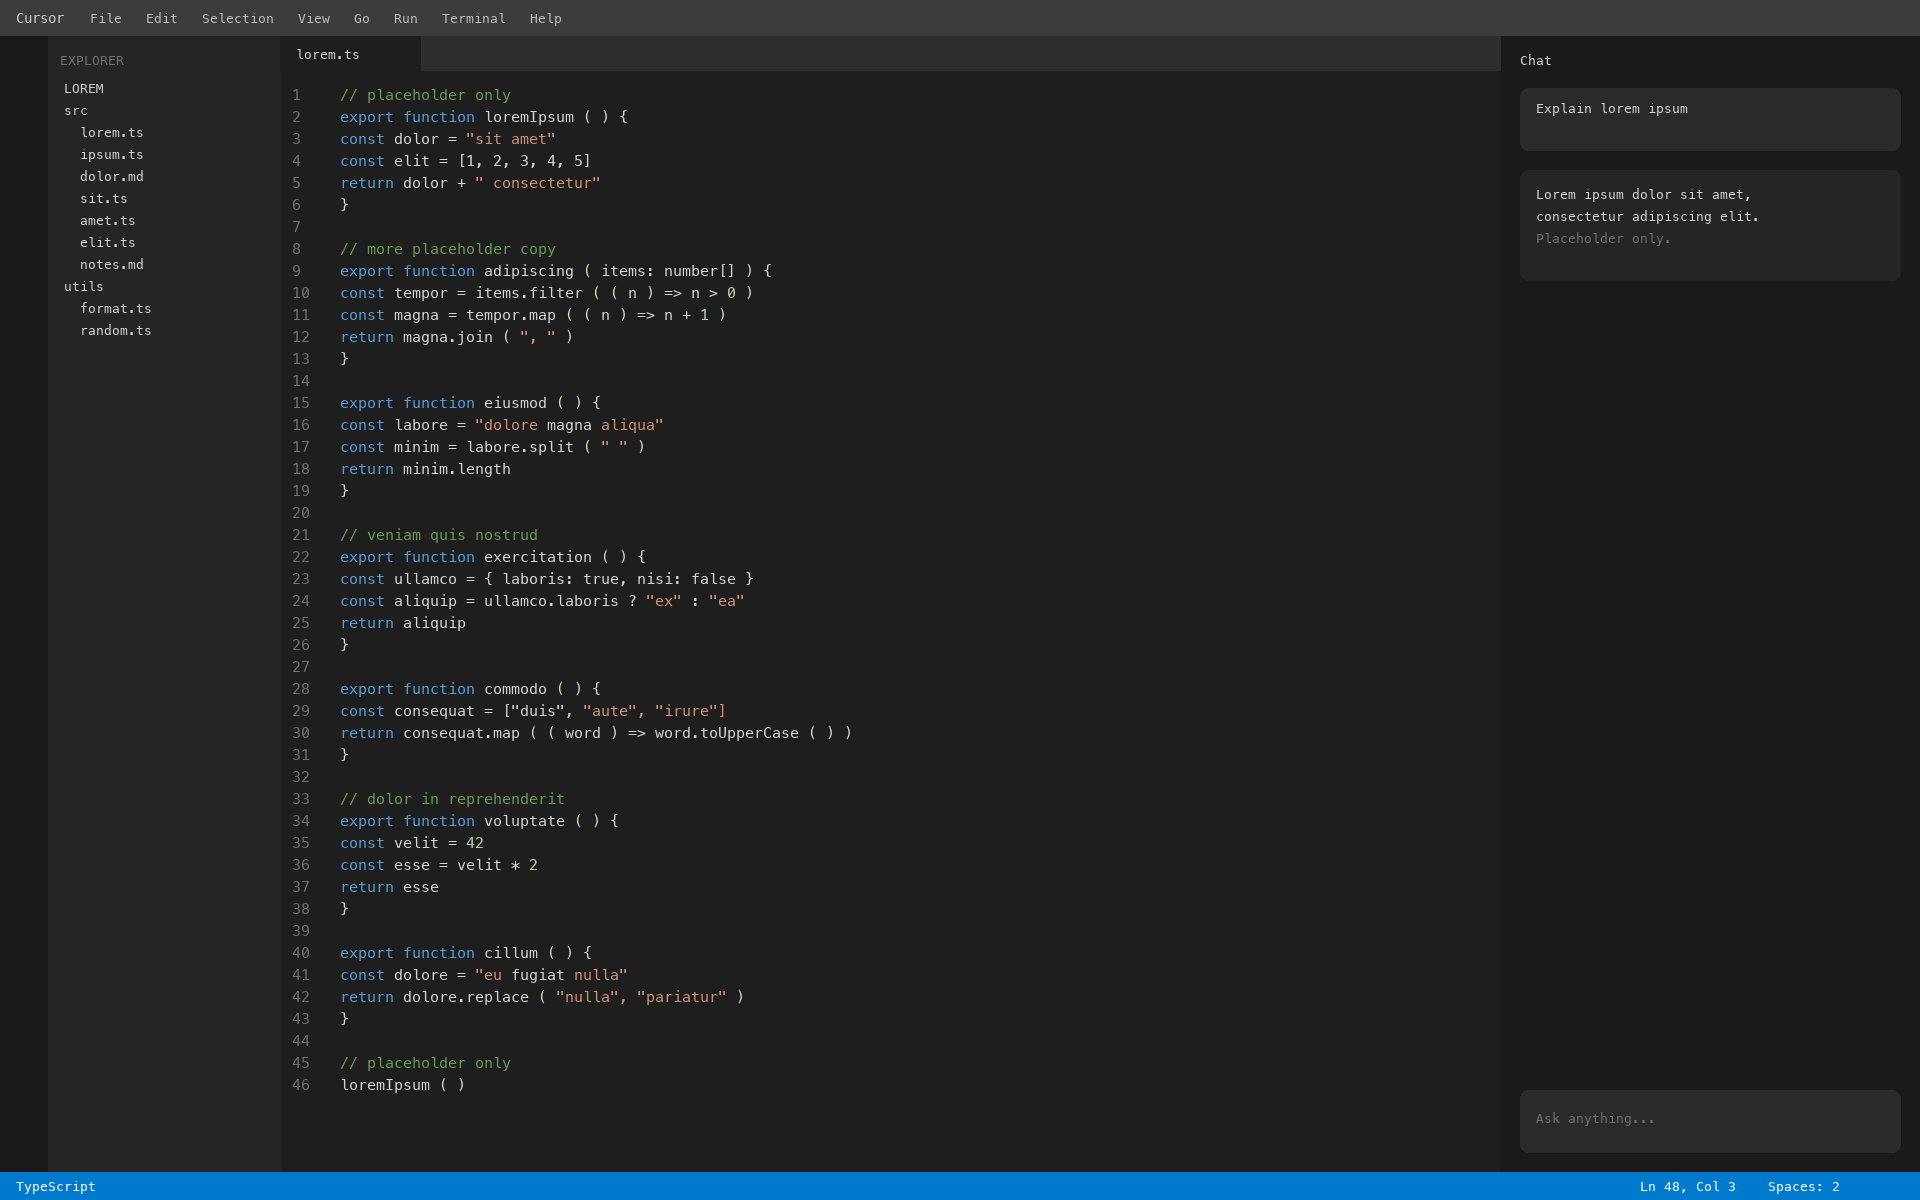 Cursor File Edit Selection View Go Run Terminal Help
EXPLORER
LOREM
src
lorem.ts
ipsum.ts
dolor.md
sit.ts
amet.ts
elit.ts
notes.md
utils
format.ts
random.ts
lorem.ts
1 // placeholder only
2 export function loremIpsum ( ) {
3 const dolor = "sit amet"
4 const elit = [1, 2, 3, 4, 5]
5 return dolor + " consectetur"
6 }
7
8 // more placeholder copy
9 export function adipiscing ( items: number[] ) {
10 const tempor = items.filter ( ( n ) => n > 0 )
11 const magna = tempor.map ( ( n ) => n + 1 )
12 return magna.join ( ", " )
13 }
14
15 export function eiusmod ( ) {
16 const labore = "dolore magna aliqua"
17 const minim = labore.split ( " " )
18 return minim.length
19 }
20
21 // veniam quis nostrud
22 export function exercitation ( ) {
23 const ullamco = { laboris: true, nisi: false }
24 const aliquip = ullamco.laboris ? "ex" : "ea"
25 return aliquip
26 }
27
28 export function commodo ( ) {
29 const consequat = ["duis", "aute", "irure"]
30 return consequat.map ( ( word ) => word.toUpperCase ( ) )
31 }
32
33 // dolor in reprehenderit
34 export function voluptate ( ) {
35 const velit = 42
36 const esse = velit * 2
37 return esse
38 }
39
40 export function cillum ( ) {
41 const dolore = "eu fugiat nulla"
42 return dolore.replace ( "nulla", "pariatur" )
43 }
44
45 // placeholder only
46 loremIpsum ( )
Chat
Explain lorem ipsum
Lorem ipsum dolor sit amet,
consectetur adipiscing elit.
Placeholder only.
Ask anything...
TypeScript
Ln 48, Col 3 Spaces: 2